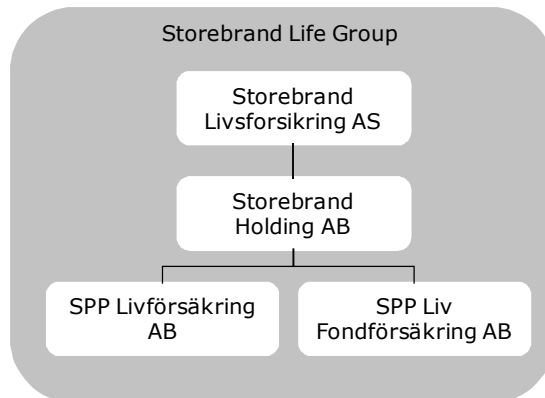 Storebrand Life Group
Storebrand
Livsforsikring AS
Storebrand
Holding AB
SPP Livförsäkring
AB
SPP Liv
Fondförsäkring AB